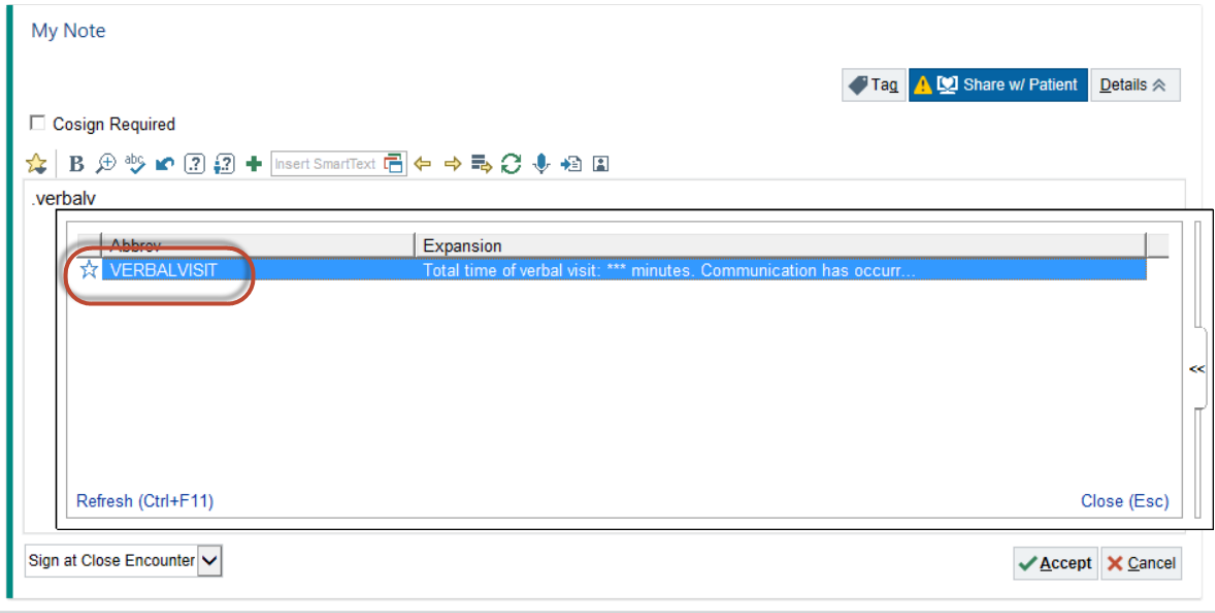 My Note
Tag Share w/ Patient Details
Cosign Required
B abc Insert SmartText
.verbalv
Abbrev Expansion
VERBALVISIT Total time of verbal visit: *** minutes. Communication has occurr...
<<
Refresh (Ctrl+F11) Close (Esc)
Sign at Close Encounter Accept Cancel